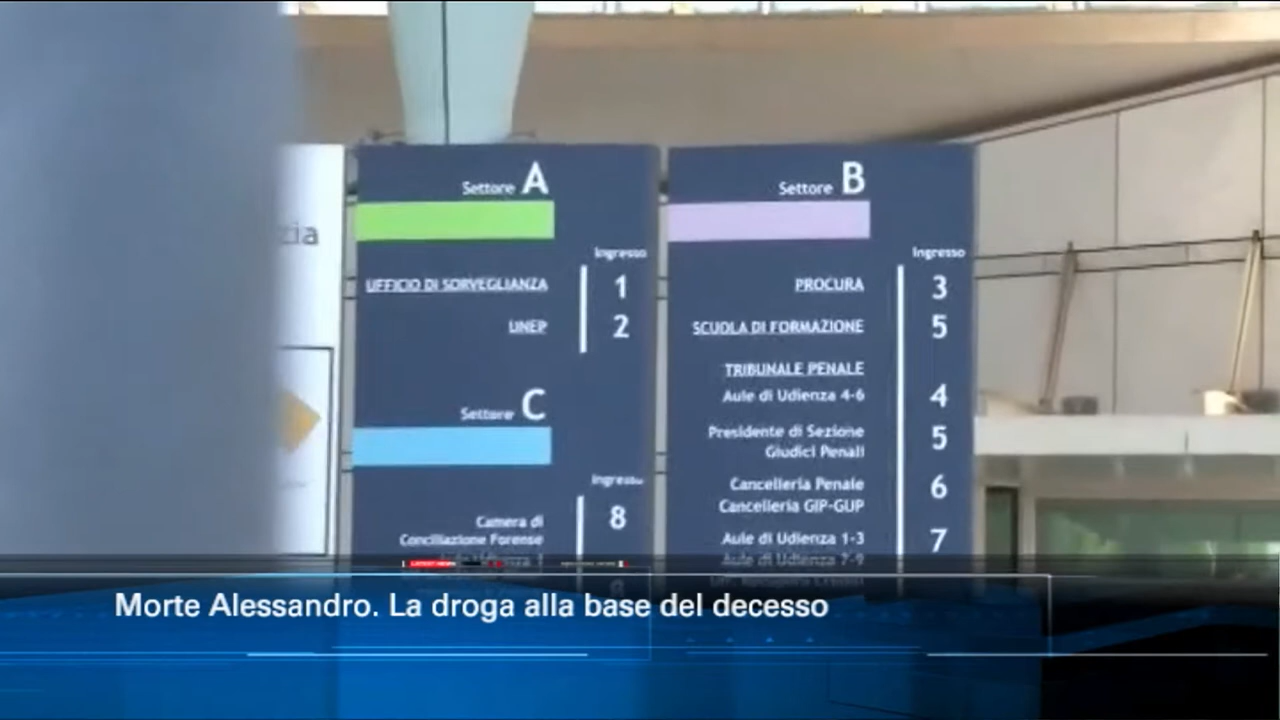 zia
Settore A
Ingresso
UFFICIO DI SORVEGLIANZA 1
UNEP 2
Settore C
Ingresso
Camera di
Conciliazione Forense 8
Settore B
Ingresso
PROCURA 3
SCUOLA DI FORMAZIONE 5
TRIBUNALE PENALE
Aule di Udienza 4-6 4
Presidente di Sezione
Giudici Penali 5
Cancelleria Penale
Cancelleria GIP-GUP 6
Aule di Udienza 1-3 7
Aule di Udienza 7-9
LATEST NEWS
Morte Alessandro. La droga alla base del decesso